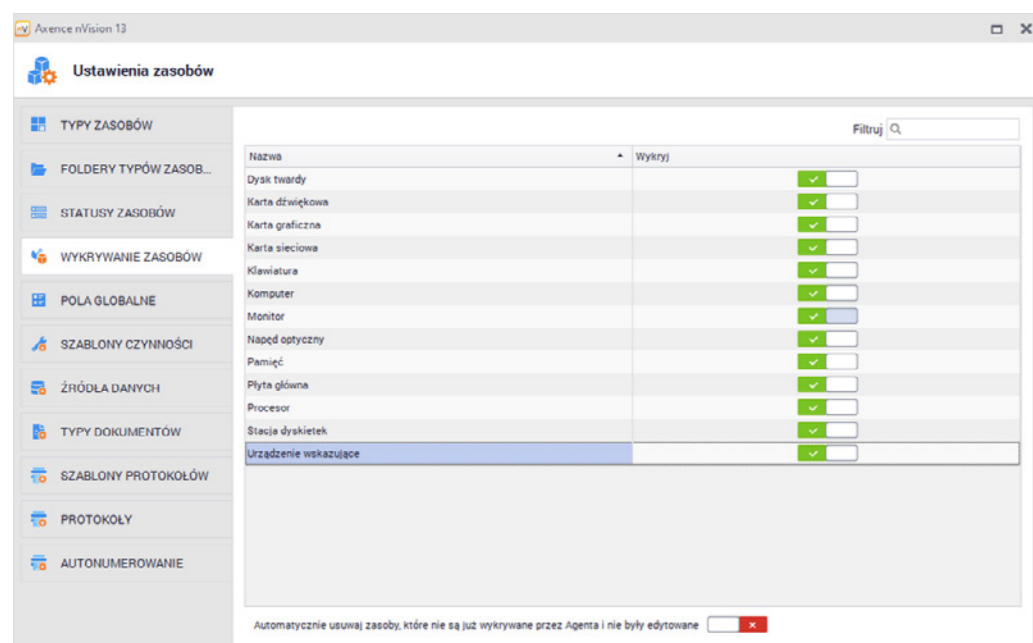 Axence nVision 13
Ustawienia zasobów
TYPY ZASOBÓW
FOLDERY TYPÓW ZASOB...
STATUSY ZASOBÓW
WYKRYWANIE ZASOBÓW
POLA GLOBALNE
SZABLONY CZYNNOŚCI
ŹRÓDŁA DANYCH
TYPY DOKUMENTÓW
SZABLONY PROTOKOŁÓW
PROTOKOŁY
AUTONUMEROWANIE
Filtruj
Nazwa Wykryj
Dysk twardy
Karta dźwiękowa
Karta graficzna
Karta sieciowa
Klawiatura
Komputer
Monitor
Napęd optyczny
Pamięć
Płyta główna
Procesor
Stacja dyskietek
Urządzenie wskazujące
Automatycznie usuwaj zasoby, które nie są już wykrywane przez Agenta i nie były edytowane